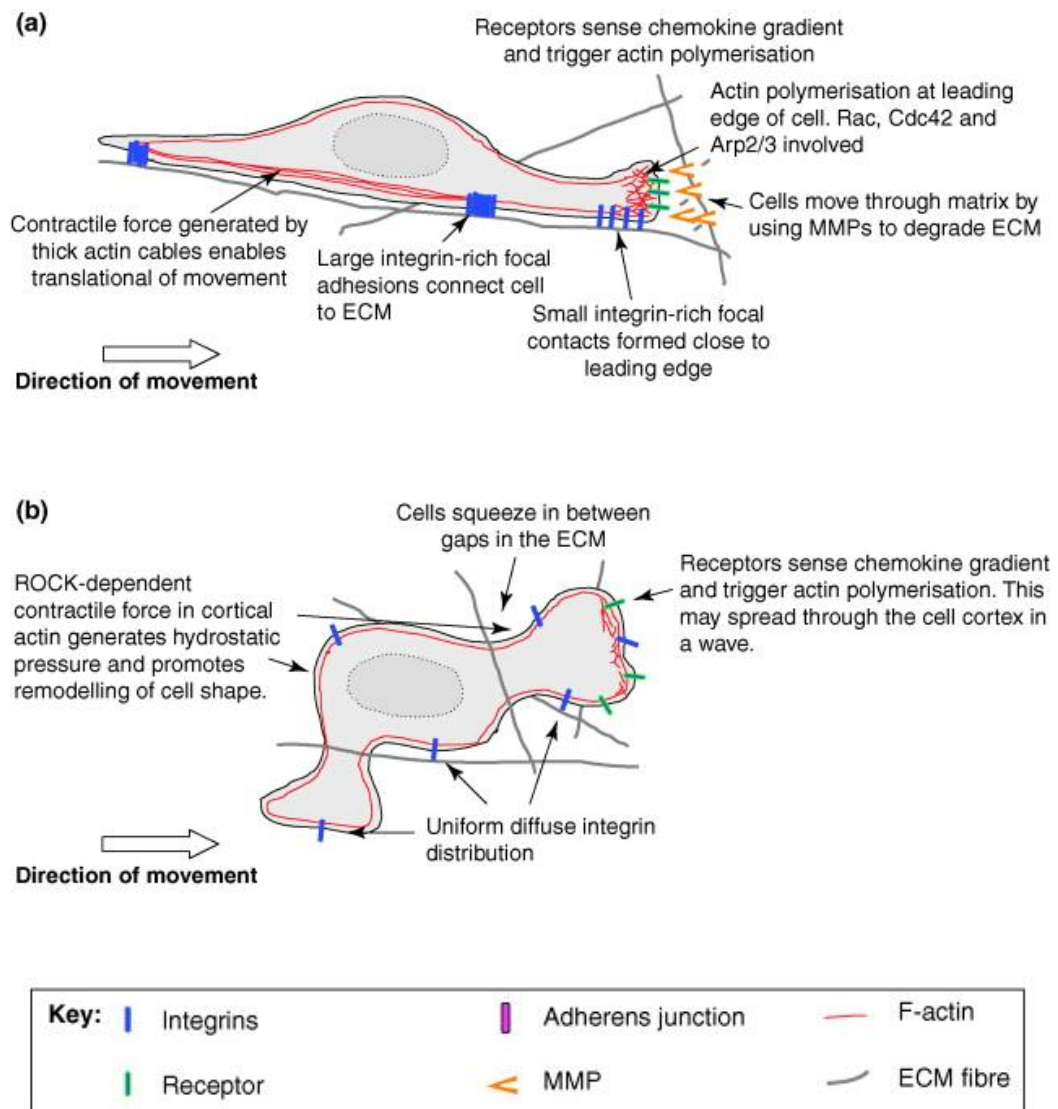 (a)
Receptors sense chemokine gradient
and trigger actin polymerisation
Actin polymerisation at leading
edge of cell. Rac, Cdc42 and
Arp2/3 involved
Cells move through matrix by
using MMPs to degrade ECM
Contractile force generated by
thick actin cables enables
translational of movement
Large integrin-rich focal
adhesions connect cell
to ECM
Small integrin-rich focal
contacts formed close to
leading edge
Direction of movement
(b)
Cells squeeze in between
gaps in the ECM
Receptors sense chemokine gradient
and trigger actin polymerisation. This
may spread through the cell cortex in
a wave.
ROCK-dependent
contractile force in cortical
actin generates hydrostatic
pressure and promotes
remodelling of cell shape.
Uniform diffuse integrin
distribution
Direction of movement
Key:
Integrins
Adherens junction
F-actin
Receptor
MMP
ECM fibre